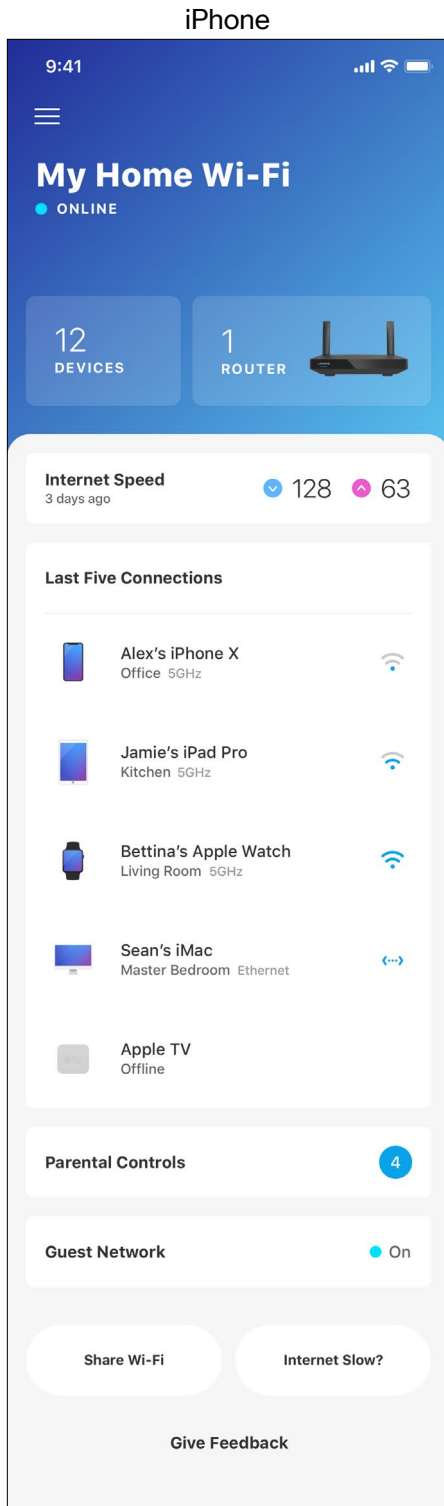 iPhone
9:41
My Home Wi-Fi
ONLINE
12
DEVICES
1
ROUTER
Internet Speed
3 days ago
128
63
Last Five Connections
Alex’s iPhone X
Office 5GHz
Jamie’s iPad Pro
Kitchen 5GHz
Bettina’s Apple Watch
Living Room 5GHz
Sean’s iMac
Master Bedroom Ethernet
Apple TV
Offline
Parental Controls
4
Guest Network
On
Share Wi-Fi
Internet Slow?
Give Feedback